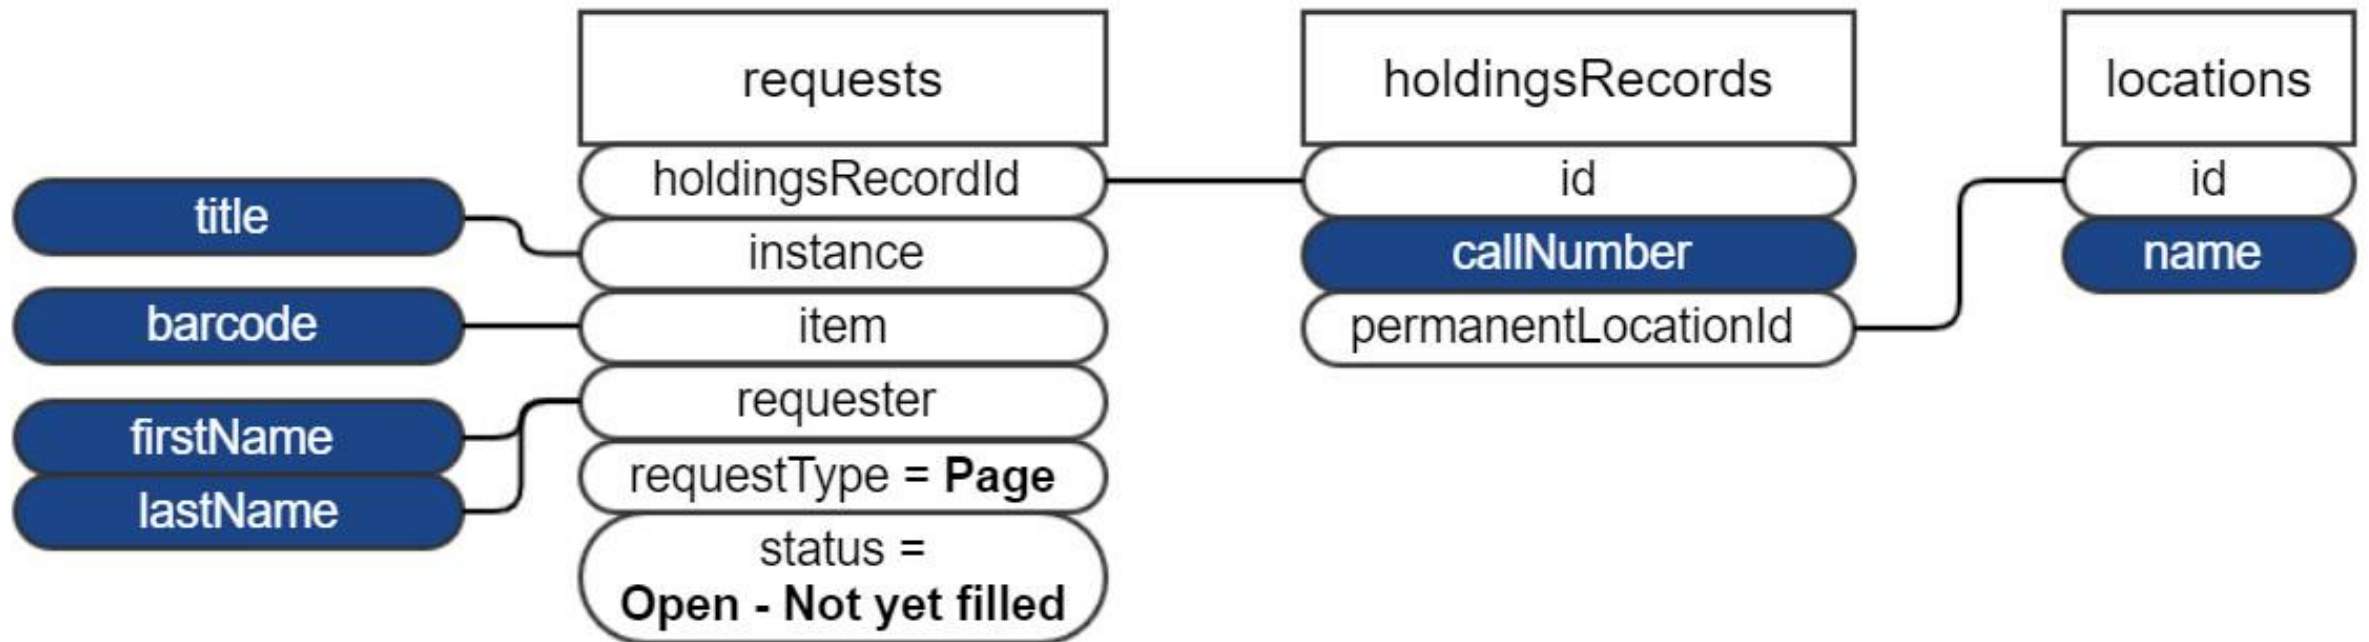 requests
holdingsRecordId
instance
item
requester
requestType = Page
status =
Open - Not yet filled
title
barcode
firstName
lastName
holdingsRecords
id
callNumber
permanentLocationId
locations
id
name